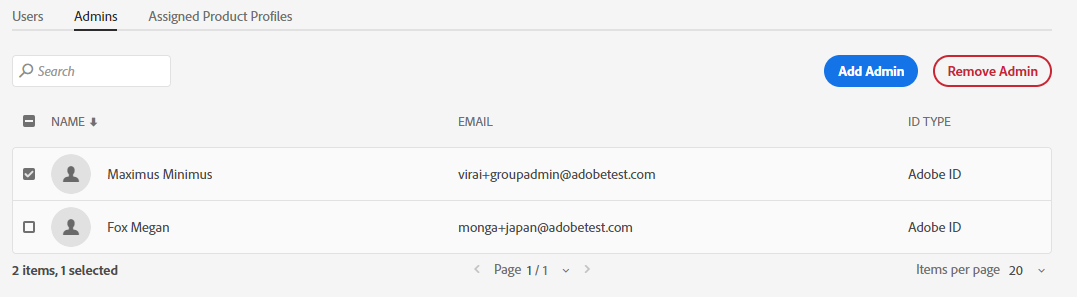 Users Admins Assigned Product Profiles
Search Add Admin Remove Admin
NAME EMAIL ID TYPE
Maximus Minimus virai+groupadmin@adobetest.com Adobe ID
Fox Megan monga+japan@adobetest.com Adobe ID
2 items, 1 selected Page 1 / 1 Items per page 20